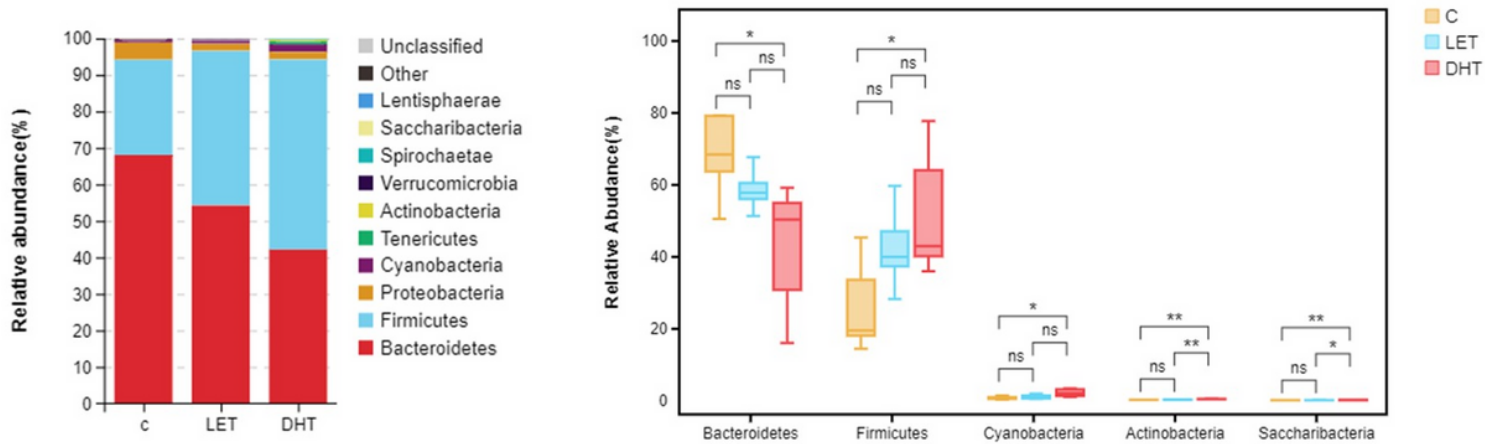 Relative abundance(%)
100
90
80
70
60
50
40
30
20
10
0
c LET DHT
Unclassified
Other
Lentisphaerae
Saccharibacteria
Spirochaetae
Verrucomicrobia
Actinobacteria
Tenericutes
Cyanobacteria
Proteobacteria
Firmicutes
Bacteroidetes
Relative Abudance(%)
100
80
60
40
20
0
*
ns
ns
*
ns
ns
*
ns
ns
**
**
ns
**
*
ns
Bacteroidetes Firmicutes Cyanobacteria Actinobacteria Saccharibacteria
C
LET
DHT